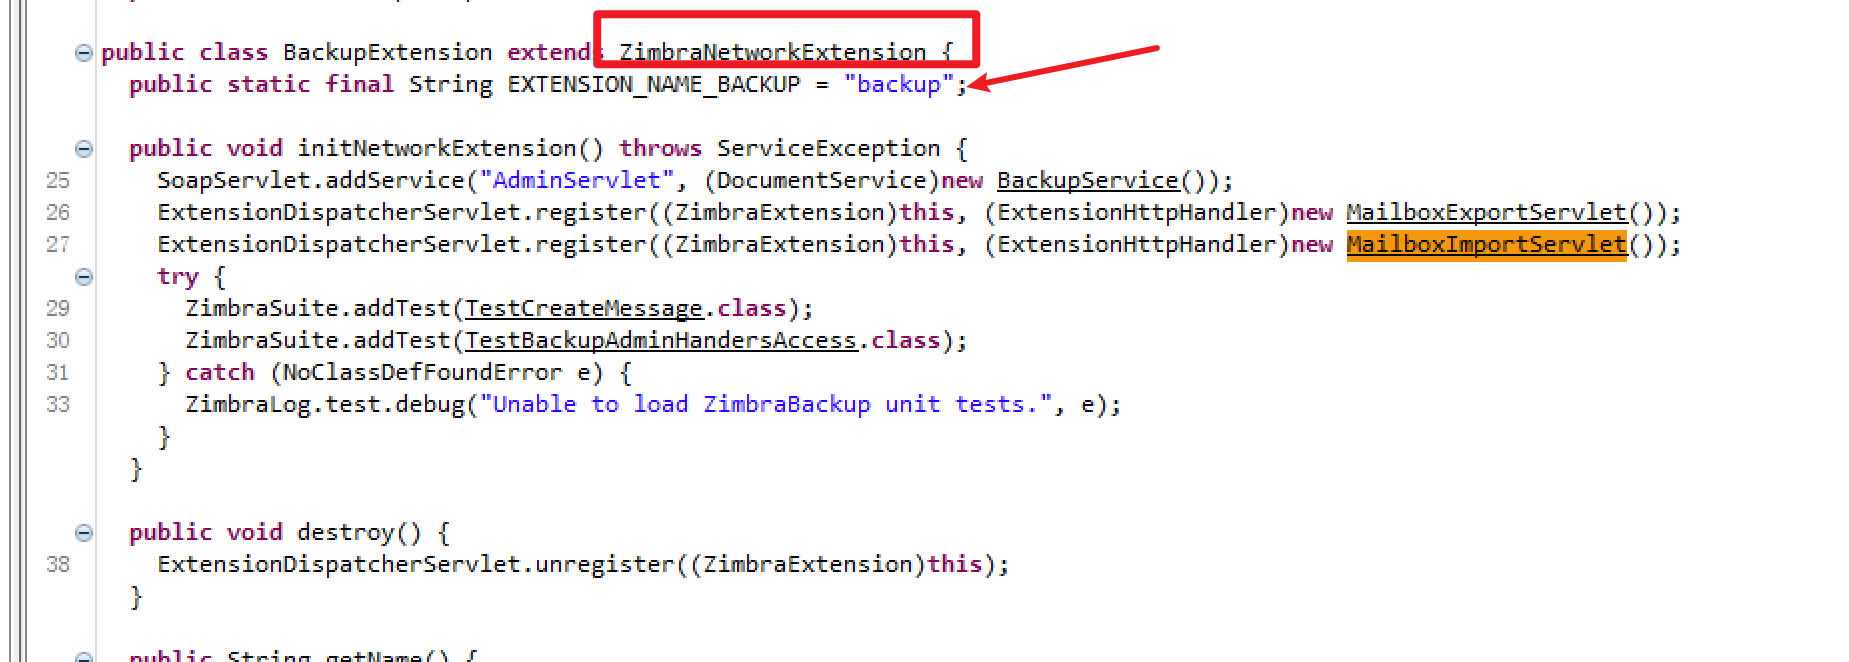 public class BackupExtension extends ZimbraNetworkExtension {
public static final String EXTENSION_NAME_BACKUP = "backup";
public void initNetworkExtension() throws ServiceException {
25 SoapServlet.addService("AdminServlet", (DocumentService)new BackupService());
26 ExtensionDispatcherServlet.register((ZimbraExtension)this, (ExtensionHttpHandler)new MailboxExportServlet());
27 ExtensionDispatcherServlet.register((ZimbraExtension)this, (ExtensionHttpHandler)new MailboxImportServlet());
try {
29 ZimbraSuite.addTest(TestCreateMessage.class);
30 ZimbraSuite.addTest(TestBackupAdminHandersAccess.class);
31 } catch (NoClassDefFoundError e) {
33 ZimbraLog.test.debug("Unable to load ZimbraBackup unit tests.", e);
}
}
public void destroy() {
38 ExtensionDispatcherServlet.unregister((ZimbraExtension)this);
}
public String getName() {